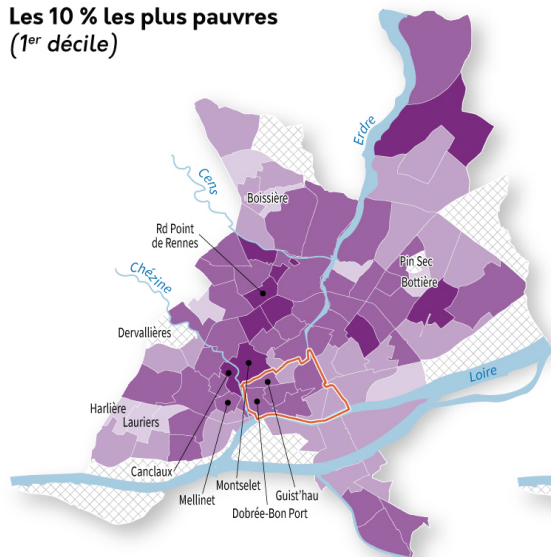 Les 10 % les plus pauvres
(1er décile)
Erdre
Cens
Boissière
Rd Point
de Rennes
Pin Sec
Bottière
Chézine
Dervallières
Loire
Harlière
Lauriers
Canclaux
Mellinet
Montselet
Guist'hau
Dobrée-Bon Port